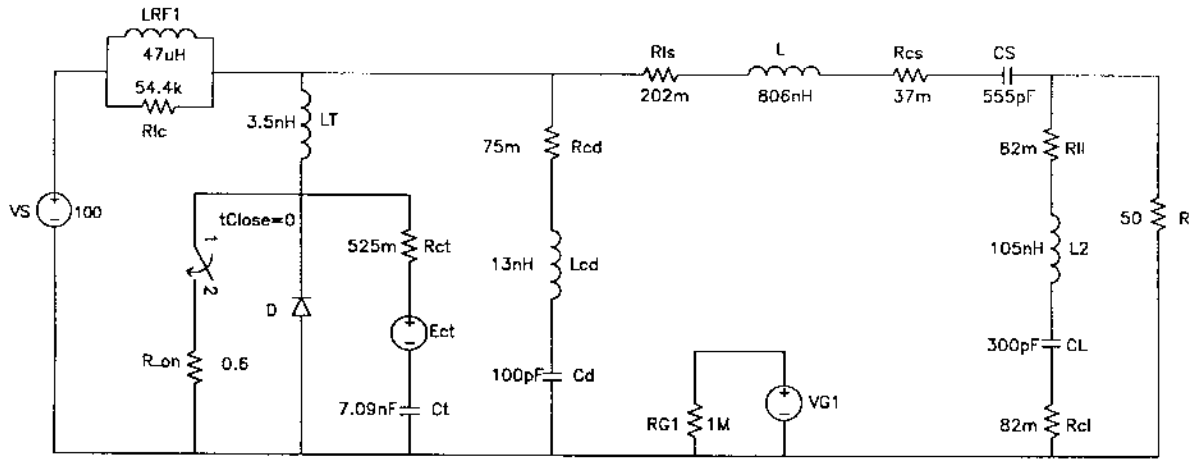 LRF1
47uH
54.4k
Rlc
3.5nH LT
VS 100
tClose=0
1
2
R_on 0.6
D
525m Rct
Ect
7.09nF Ct
75m Rcd
13nH Lcd
100pF Cd
Rls
202m
L
806nH
Rcs
37m
CS
555pF
RG1 1M
VG1
82m Rll
105nH L2
300pF CL
82m Rcl
50 R